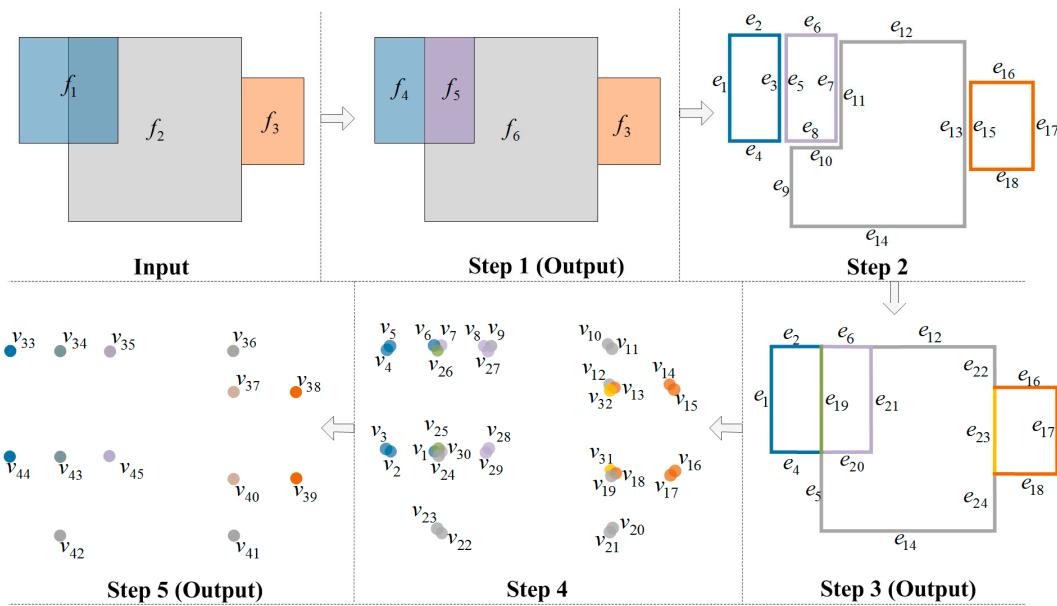 f1
f2
f3
Input
f4
f5
f6
f3
Step 1 (Output)
e2
e6
e12
e1
e3
e5
e7
e11
e16
e13
e15
e17
e4
e8
e10
e9
e18
e14
Step 2
v33
v34
v35
v36
v37
v38
v44
v43
v45
v40
v39
v42
v41
Step 5 (Output)
v5
v6
v7
v8
v9
v10
v4
v26
v27
v11
v12
v13
v14
v32
v15
v3
v25
v28
v2
v1
v30
v29
v24
v31
v16
v19
v18
v17
v23
v22
v20
v21
Step 4
e2
e6
e12
e22
e16
e1
e19
e21
e23
e17
e4
e20
e5
e18
e24
e14
Step 3 (Output)